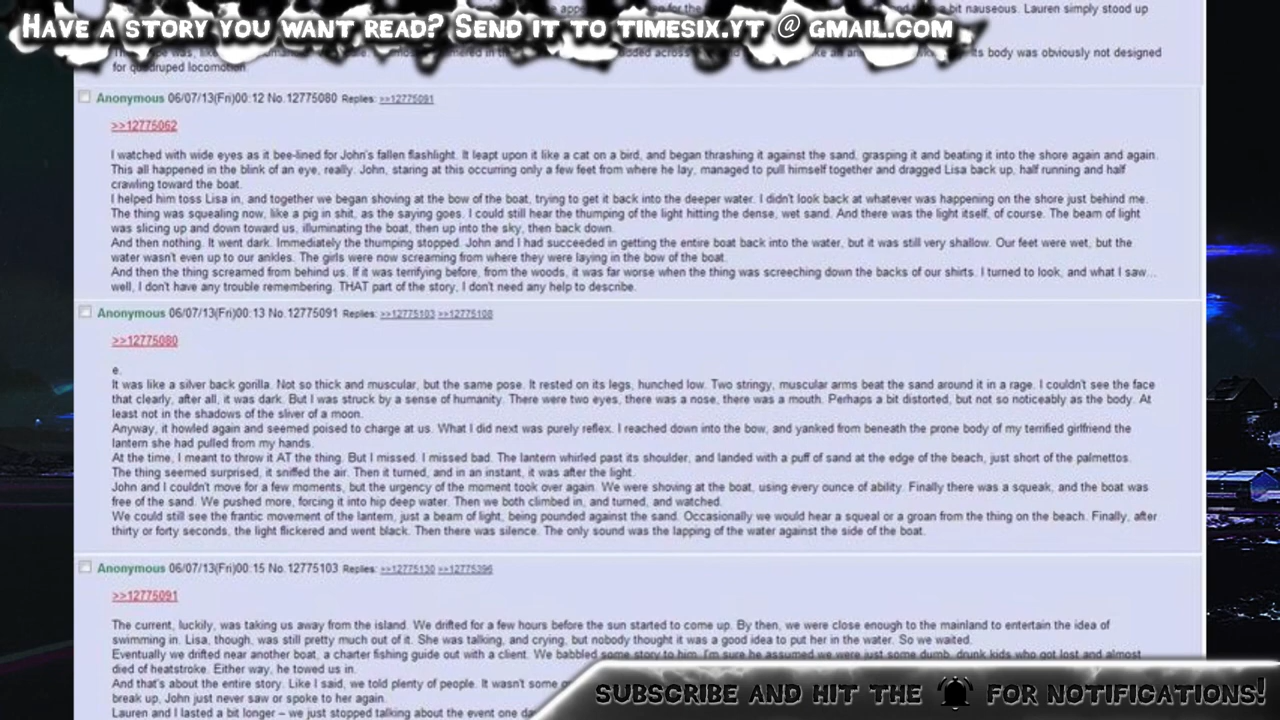 bit nauseous. Lauren simply stood up
Have a story you want read? Send it to timesix.yt @ gmail.com
its body was obviously not designed
for quadruped locomotion.
Anonymous 06/07/13(Fri)00:12 No.12775080 Replies: >>12775091
>>12775062
I watched with wide eyes as it bee-lined for John's fallen flashlight. It leapt upon it like a cat on a bird, and began thrashing it against the sand, grasping it and beating it into the shore again and again.
This all happened in the blink of an eye, really. John, staring at this occurring only a few feet from where he lay, managed to pull himself together and dragged Lisa back up, half running and half
crawling toward the boat.
I helped him toss Lisa in, and together we began shoving at the bow of the boat, trying to get it back into the deeper water. I didn't look back at whatever was happening on the shore just behind me.
The thing was squealing now, like a pig in shit, as the saying goes. I could still hear the thumping of the light hitting the dense, wet sand. And there was the light itself, of course. The beam of light
was slicing up and down toward us, illuminating the boat, then up into the sky, then back down.
And then nothing. It went dark. Immediately the thumping stopped. John and I had succeeded in getting the entire boat back into the water, but it was still very shallow. Our feet were wet, but the
water wasn't even up to our ankles. The girls were now screaming from where they were laying in the bow of the boat.
And then the thing screamed from behind us. If it was terrifying before, from the woods, it was far worse when the thing was screeching down the backs of our shirts. I turned to look, and what I saw...
well, I don't have any trouble remembering. THAT part of the story, I don't need any help to describe.
Anonymous 06/07/13(Fri)00:13 No.12775091 Replies: >>12775103 >>12775108
>>12775080
e.
It was like a silver back gorilla. Not so thick and muscular, but the same pose. It rested on its legs, hunched low. Two stringy, muscular arms beat the sand around it in a rage. I couldn't see the face
that clearly, after all, it was dark. But I was struck by a sense of humanity. There were two eyes, there was a nose, there was a mouth. Perhaps a bit distorted, but not so noticeably as the body. At
least not in the shadows of the sliver of a moon.
Anyway, it howled again and seemed poised to charge at us. What I did next was purely reflex. I reached down into the bow, and yanked from beneath the prone body of my terrified girlfriend the
lantern she had pulled from my hands.
At the time, I meant to throw it AT the thing. But I missed. I missed bad. The lantern whirled past its shoulder, and landed with a puff of sand at the edge of the beach, just short of the palmettos.
The thing seemed surprised, it sniffed the air. Then it turned, and in an instant, it was after the light.
John and I couldn't move for a few moments, but the urgency of the moment took over again. We were shoving at the boat, using every ounce of ability. Finally there was a squeak, and the boat was
free of the sand. We pushed more, forcing it into hip deep water. Then we both climbed in, and turned, and watched.
We could still see the frantic movement of the lantern, just a beam of light, being pounded against the sand. Occasionally we would hear a squeal or a groan from the thing on the beach. Finally, after
thirty or forty seconds, the light flickered and went black. Then there was silence. The only sound was the lapping of the water against the side of the boat.
Anonymous 06/07/13(Fri)00:15 No.12775103 Replies: >>12775130 >>12775396
>>12775091
The current, luckily, was taking us away from the island. We drifted for a few hours before the sun started to come up. By then, we were close enough to the mainland to entertain the idea of
swimming in. Lisa, though, was still pretty much out of it. She was talking, and crying, but nobody thought it was a good idea to put her in the water. So we waited.
Eventually we drifted near another boat, a charter fishing guide out with a client. We babbled some story to him. I'm sure he assumed we were just some dumb, drunk kids who got lost and almost
died of heatstroke. Either way, he towed us in.
And that's about the entire story. Like I said, we told plenty of people. It wasn't some
break up, John just never saw or spoke to her again.
Lauren and I lasted a bit longer – we just stopped talking about the event one
Subscribe and hit the for notifications!